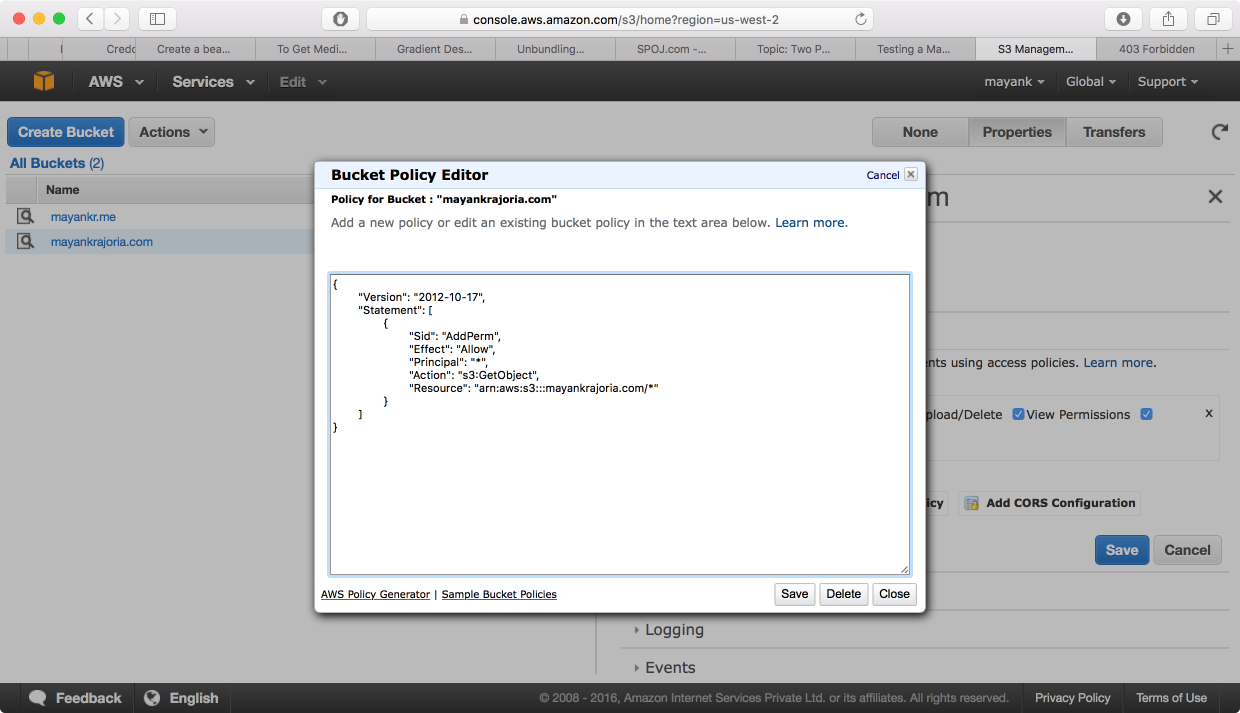 console.aws.amazon.com/s3/home?region=us-west-2
Credo
Create a bea...
To Get Medi...
Gradient Des...
Unbundling...
SPOJ.com -...
Topic: Two P...
Testing a Ma...
S3 Managem...
403 Forbidden
AWS
Services
Edit
mayank
Global
Support
Create Bucket
Actions
None
Properties
Transfers
All Buckets (2)
Name
mayankr.me
mayankrajoria.com
m
Bucket Policy Editor
Cancel
Policy for Bucket : "mayankrajoria.com"
Add a new policy or edit an existing bucket policy in the text area below. Learn more.
{
"Version": "2012-10-17",
"Statement": [
{
"Sid": "AddPerm",
"Effect": "Allow",
"Principal": "*",
"Action": "s3:GetObject",
"Resource": "arn:aws:s3:::mayankrajoria.com/*"
}
]
}
AWS Policy Generator | Sample Bucket Policies
Save
Delete
Close
nts using access policies. Learn more.
pload/Delete
View Permissions
x
icy
Add CORS Configuration
Save
Cancel
Logging
Events
Feedback
English
© 2008 - 2016, Amazon Internet Services Private Ltd. or its affiliates. All rights reserved.
Privacy Policy
Terms of Use